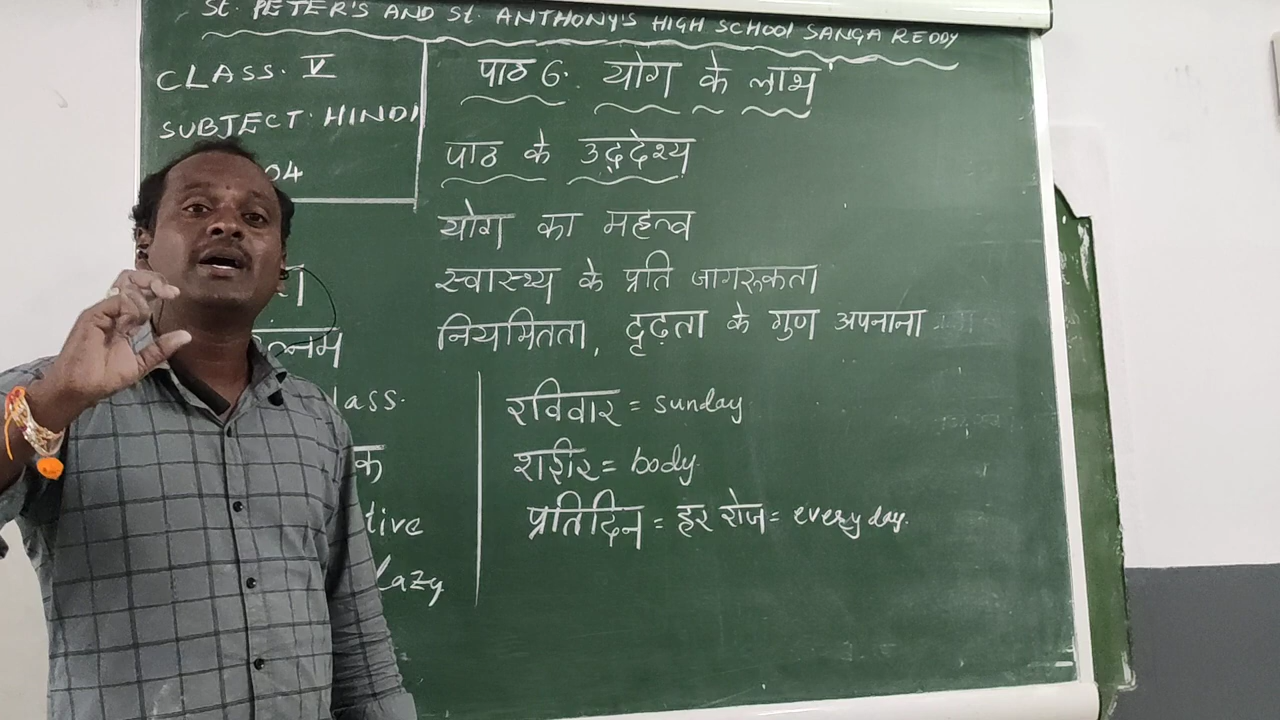 St. PETER'S AND St. ANTHONY'S HIGH SCHOOL SANGA REDDY
CLASS. V
SUBJECT: HINDI
04
पाठ 6. योग के लाभ
पाठ के उद्देश्य
योग का महत्व
स्वास्थ्य के प्रति जागरूकता
नियमितता, दृढ़ता के गुण अपनाना
lass.
क
tive
lazy
रविवार = sunday
शरीर = body.
प्रतिदिन = हर रोज = every day.